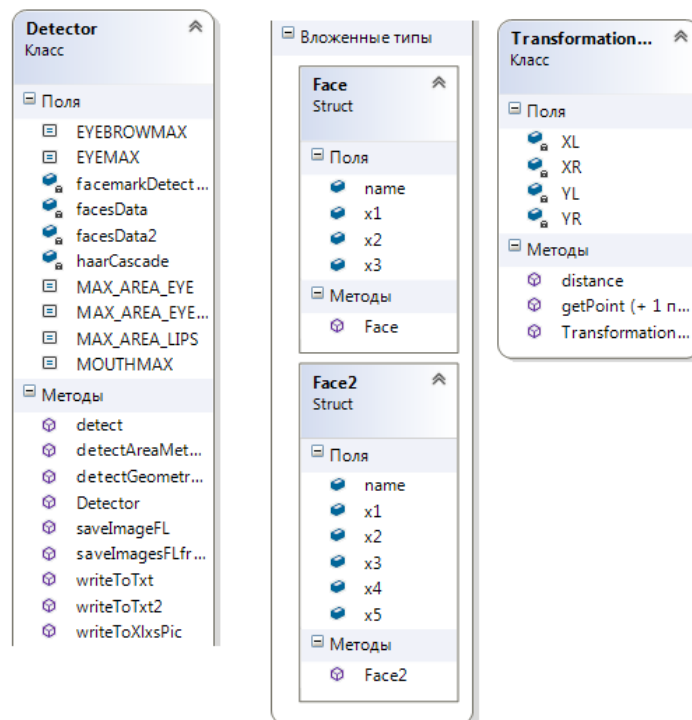 Detector
Класс
Поля
EYEBROWMAX
EYEMAX
facemarkDetect...
facesData
facesData2
haarCascade
MAX_AREA_EYE
MAX_AREA_EYE...
MAX_AREA_LIPS
MOUTHMAX
Методы
detect
detectAreaMet...
detectGeometr...
Detector
saveImageFL
saveImagesFLfr...
writeToTxt
writeToTxt2
writeToXlxsPic
Вложенные типы
Face
Struct
Поля
name
x1
x2
x3
Методы
Face
Face2
Struct
Поля
name
x1
x2
x3
x4
x5
Методы
Face2
Transformation...
Класс
Поля
XL
XR
YL
YR
Методы
distance
getPoint (+ 1 п...
Transformation...